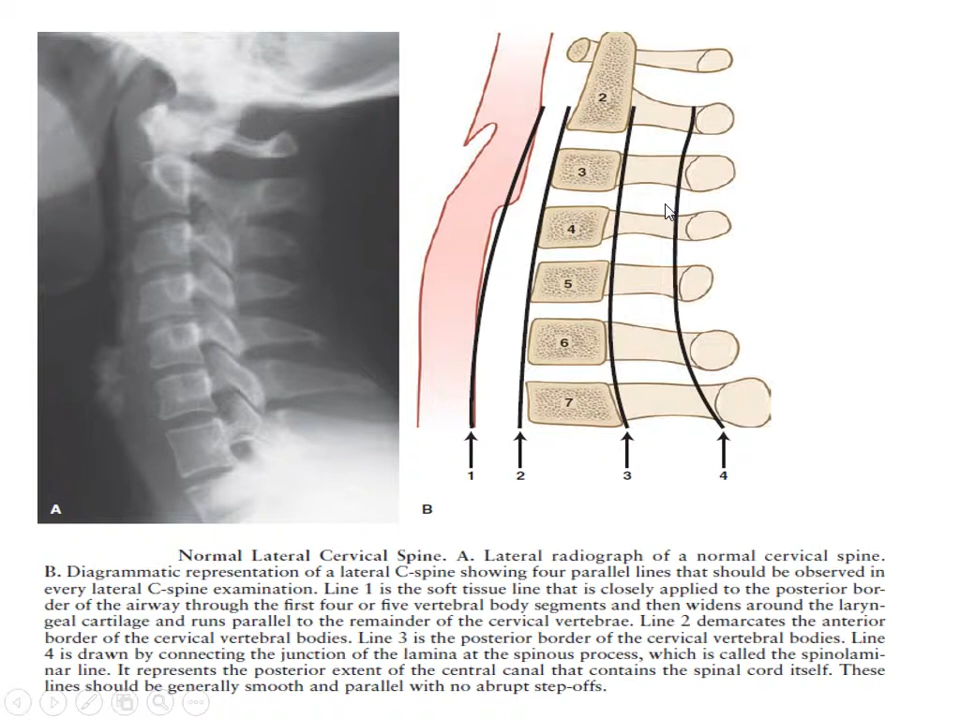 2
3
4
5
6
7
1
2
3
4
A
B
Normal Lateral Cervical Spine. A. Lateral radiograph of a normal cervical spine.
B. Diagrammatic representation of a lateral C-spine showing four parallel lines that should be observed in
every lateral C-spine examination. Line 1 is the soft tissue line that is closely applied to the posterior bor-
der of the airway through the first four or five vertebral body segments and then widens around the laryn-
geal cartilage and runs parallel to the remainder of the cervical vertebrae. Line 2 demarcates the anterior
border of the cervical vertebral bodies. Line 3 is the posterior border of the cervical vertebral bodies. Line
4 is drawn by connecting the junction of the lamina at the spinous process, which is called the spinolami-
nar line. It represents the posterior extent of the central canal that contains the spinal cord itself. These
lines should be generally smooth and parallel with no abrupt step-offs.